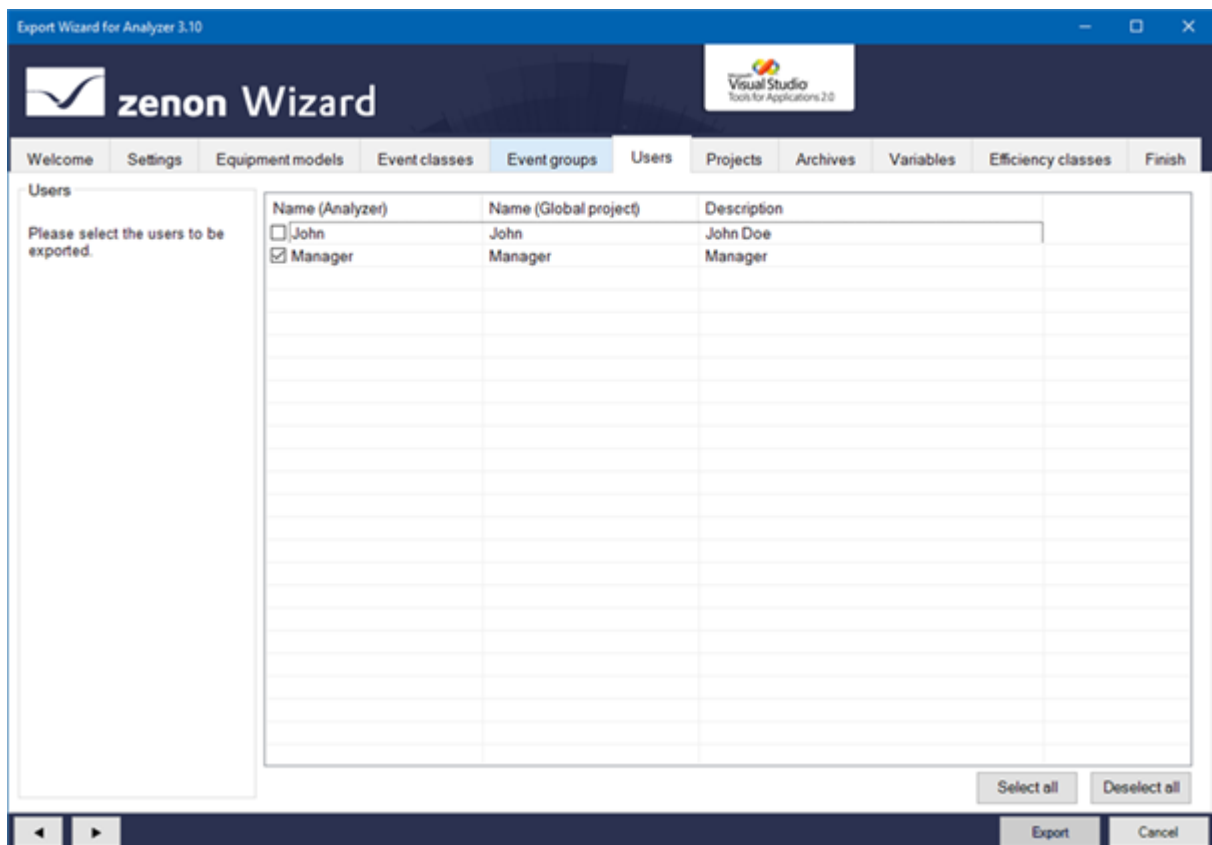 Export Wizard for Analyzer 3.10
zenon Wizard
Microsoft
Visual Studio
Tools for Applications 2.0
Welcome Settings Equipment models Event classes Event groups Users Projects Archives Variables Efficiency classes Finish
Users
Please select the users to be
exported.
Name (Analyzer) Name (Global project) Description
John John John Doe
Manager Manager Manager
Select all Deselect all
Export Cancel